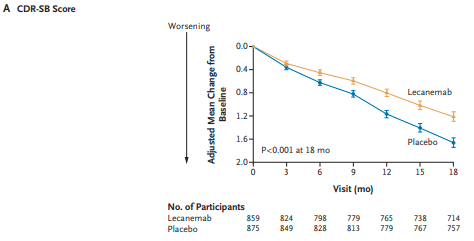 A CDR-SB Score
Worsening
Adjusted Mean Change from
Baseline
0.0
0.4
0.8
1.2
1.6
2.0
Lecanemab
Placebo
P<0.001 at 18 mo
0 3 6 9 12 15 18
Visit (mo)
No. of Participants
Lecanemab 859 824 798 779 765 738 714
Placebo 875 849 828 813 779 767 757